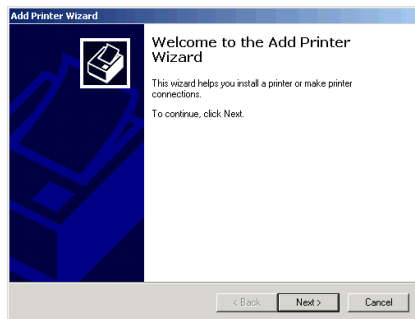 Add Printer Wizard
Welcome to the Add Printer
Wizard
This wizard helps you install a printer or make printer
connections.
To continue, click Next.
< Back
Next >
Cancel